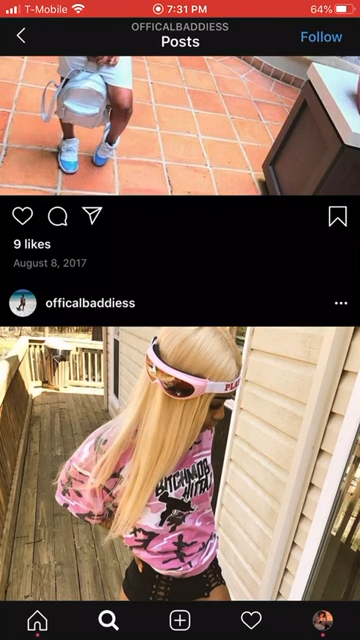 T-Mobile 7:31 PM 64%
OFFICALBADDIESS
Posts
Follow
9 likes
August 8, 2017
officalbaddiess